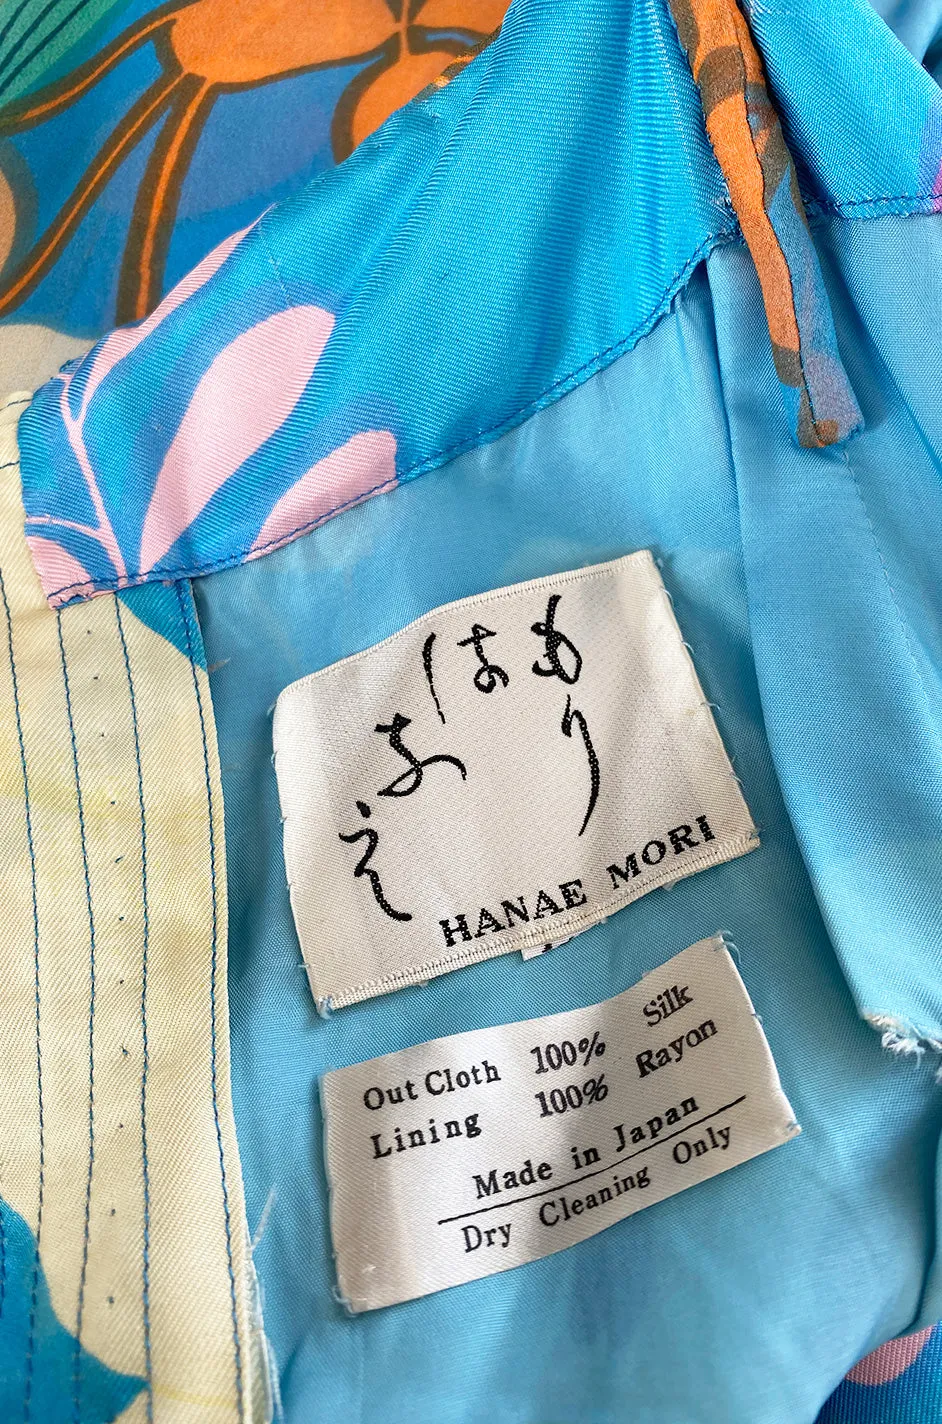 もり
はなえ
HANAE MORI
Out Cloth 100% Silk
Lining 100% Rayon
Made in Japan
Dry Cleaning Only